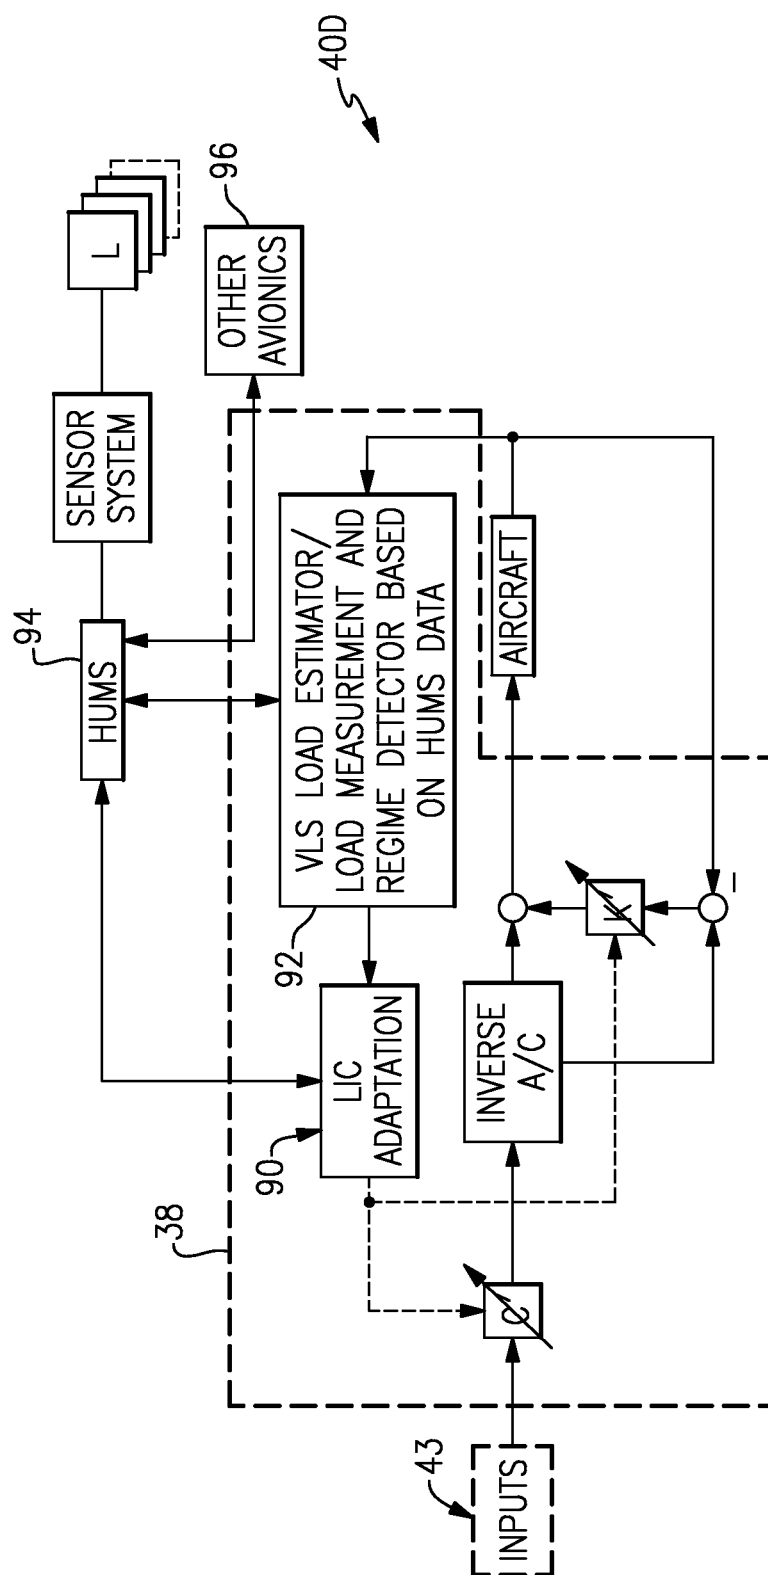 40D
L
SENSOR
SYSTEM
96
OTHER
AVIONICS
94
HUMS
VLS LOAD ESTIMATOR/
LOAD MEASUREMENT AND
REGIME DETECTOR BASED
ON HUMS DATA
92
LIC
ADAPTATION
90
38
AIRCRAFT
INVERSE
A/C
K
–
C
43
INPUTS